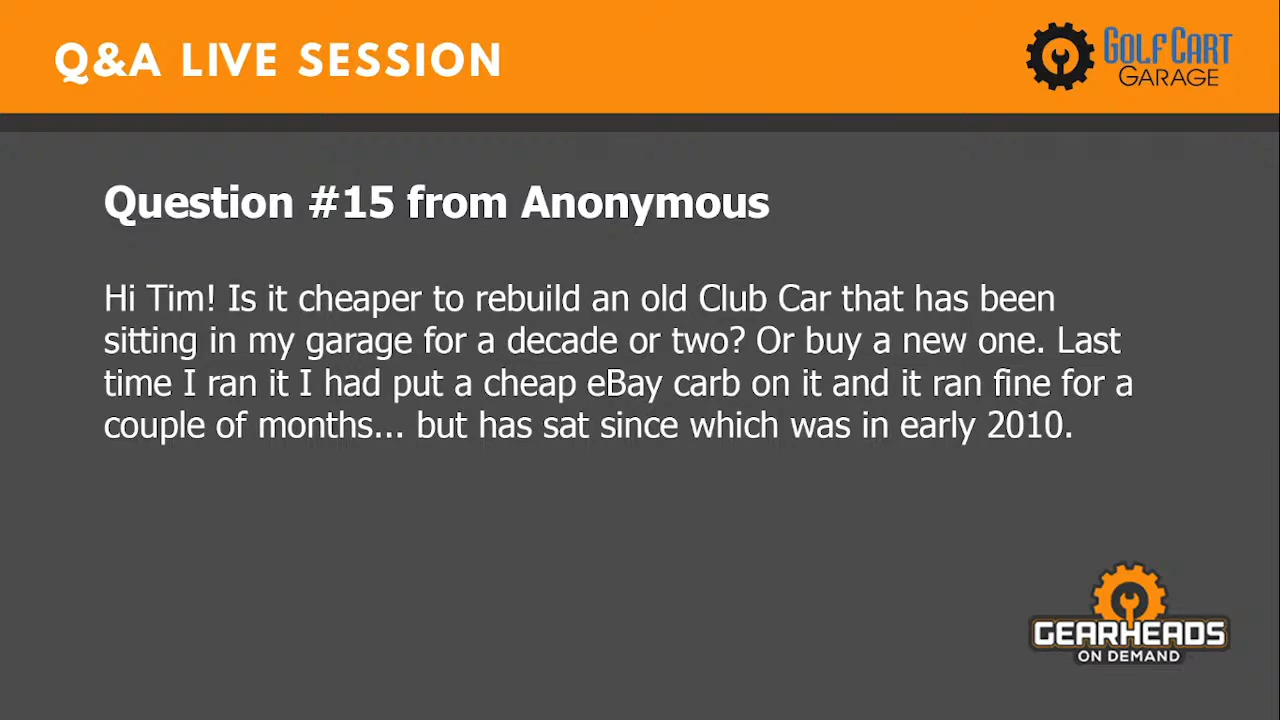 Q&A LIVE SESSION
GOLF CART
GARAGE
Question #15 from Anonymous
Hi Tim! Is it cheaper to rebuild an old Club Car that has been
sitting in my garage for a decade or two? Or buy a new one. Last
time I ran it I had put a cheap eBay carb on it and it ran fine for a
couple of months... but has sat since which was in early 2010.
GEARHEADS
ON DEMAND